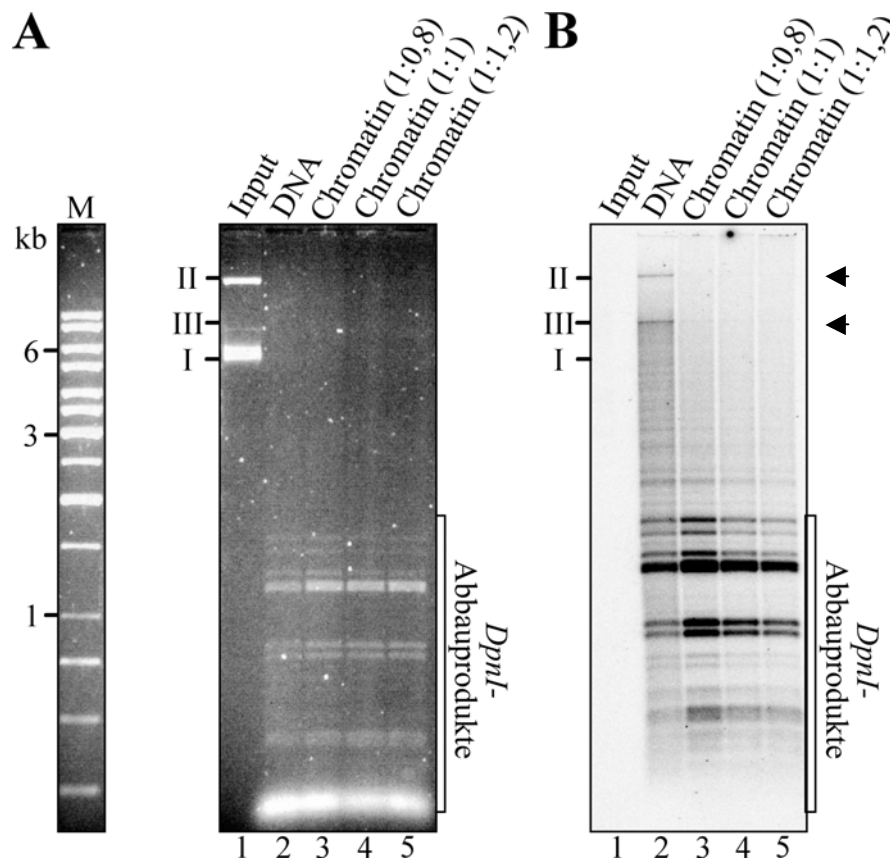 A
Input
DNA
Chromatin (1:0,8)
Chromatin (1:1)
Chromatin (1:1,2)
M
kb
6
3
1
II
III
I
DpnI-
Abbauprodukte
1 2 3 4 5
B
Input
DNA
Chromatin (1:0,8)
Chromatin (1:1)
Chromatin (1:1,2)
II
III
I
DpnI-
Abbauprodukte
1 2 3 4 5